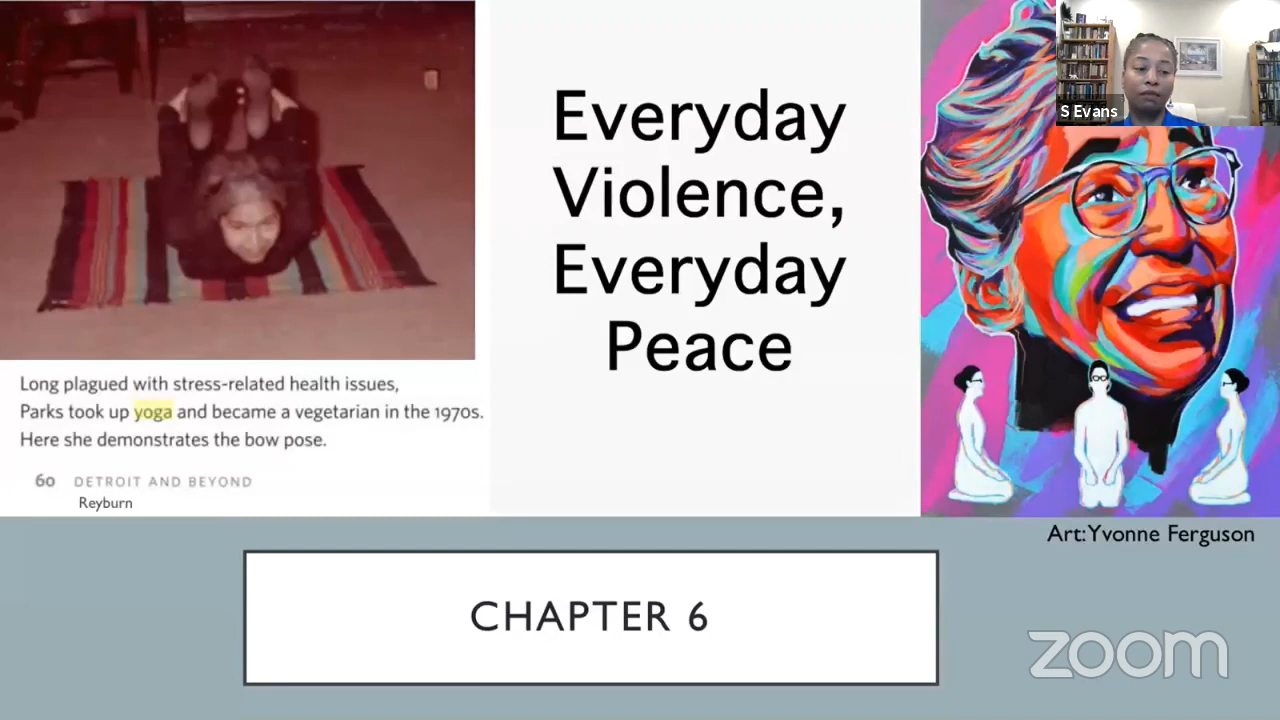 S Evans
Everyday
Violence,
Everyday
Peace
Long plagued with stress-related health issues,
Parks took up yoga and became a vegetarian in the 1970s.
Here she demonstrates the bow pose.
60 DETROIT AND BEYOND
Reyburn
Art:Yvonne Ferguson
CHAPTER 6
zoom